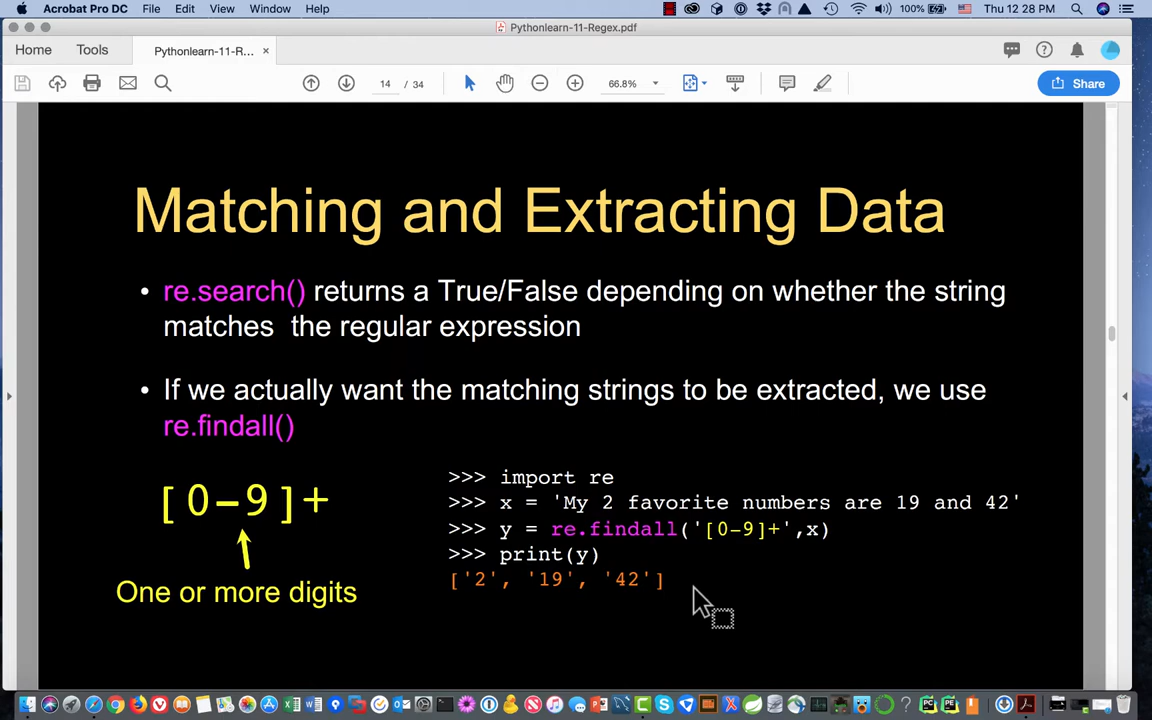 Acrobat Pro DC File Edit View Window Help 100% Thu 12 28 PM
Pythonlearn-11-Regex.pdf
Home Tools Pythonlearn-11-R... ×
14 / 34 66.8% Share
Matching and Extracting Data
• re.search() returns a True/False depending on whether the string
matches the regular expression
• If we actually want the matching strings to be extracted, we use
re.findall()
[0-9]+
One or more digits
>>> import re
>>> x = 'My 2 favorite numbers are 19 and 42'
>>> y = re.findall('[0-9]+',x)
>>> print(y)
['2', '19', '42']